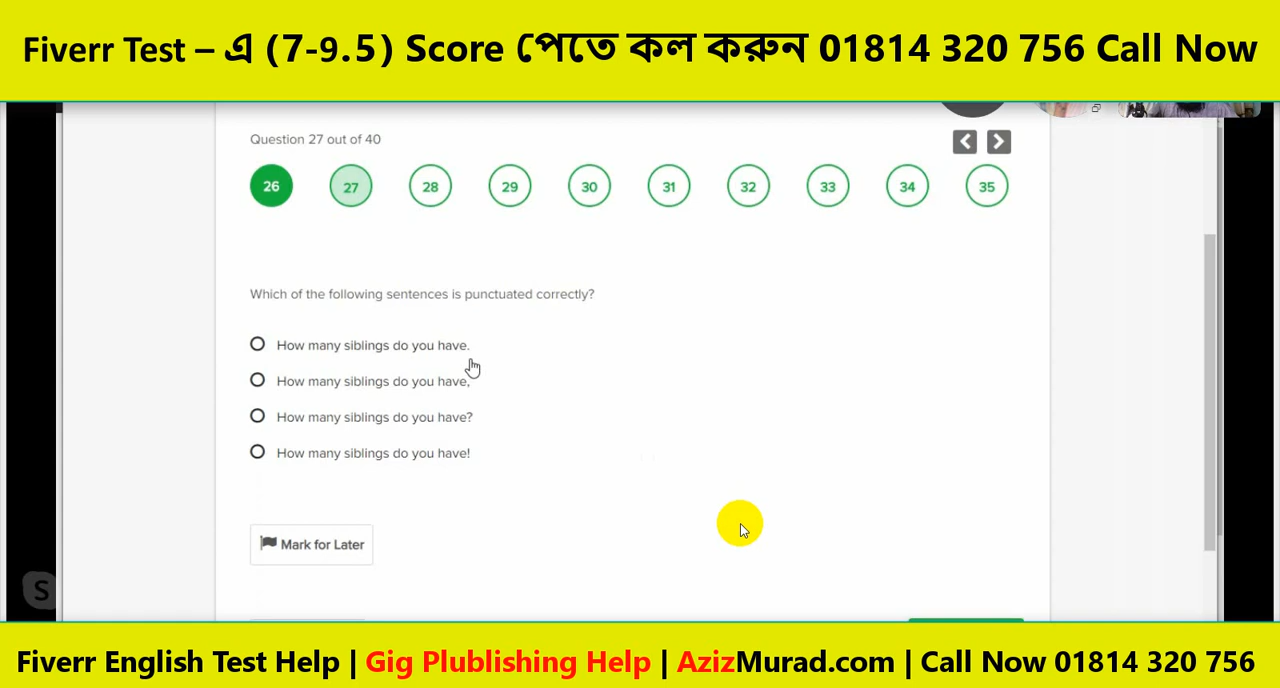 Fiverr Test – এ (7-9.5) Score পেতে কল করুন 01814 320 756 Call Now
Question 27 out of 40
26 27 28 29 30 31 32 33 34 35
Which of the following sentences is punctuated correctly?
How many siblings do you have.
How many siblings do you have,
How many siblings do you have?
How many siblings do you have!
Mark for Later
S
Fiverr English Test Help | Gig Plublishing Help | AzizMurad.com | Call Now 01814 320 756